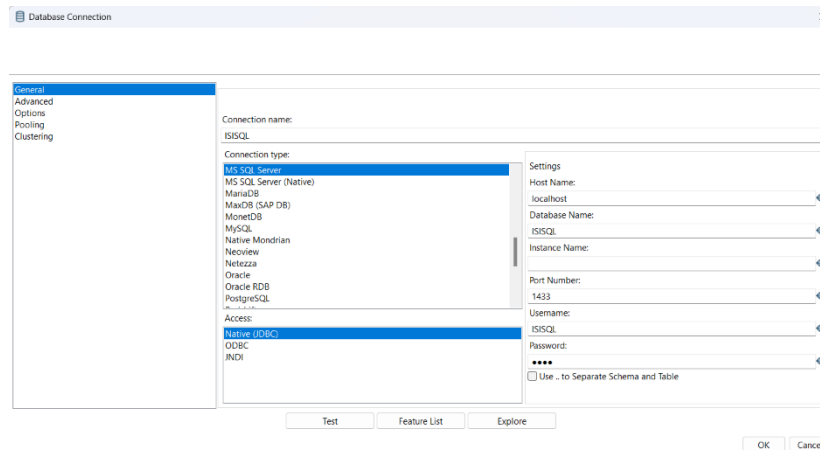 Database Connection
General
Advanced
Options
Pooling
Clustering
Connection name:
ISISQL
Connection type:
MS SQL Server
MS SQL Server (Native)
MariaDB
MaxDB (SAP DB)
MonetDB
MySQL
Native Mondrian
Neoview
Netezza
Oracle
Oracle RDB
PostgreSQL
Access:
Native (JDBC)
ODBC
JNDI
Settings
Host Name:
localhost
Database Name:
ISISQL
Instance Name:
Port Number:
1433
Username:
ISISQL
Password:
••••
Use .. to Separate Schema and Table
Test Feature List Explore
OK Cance